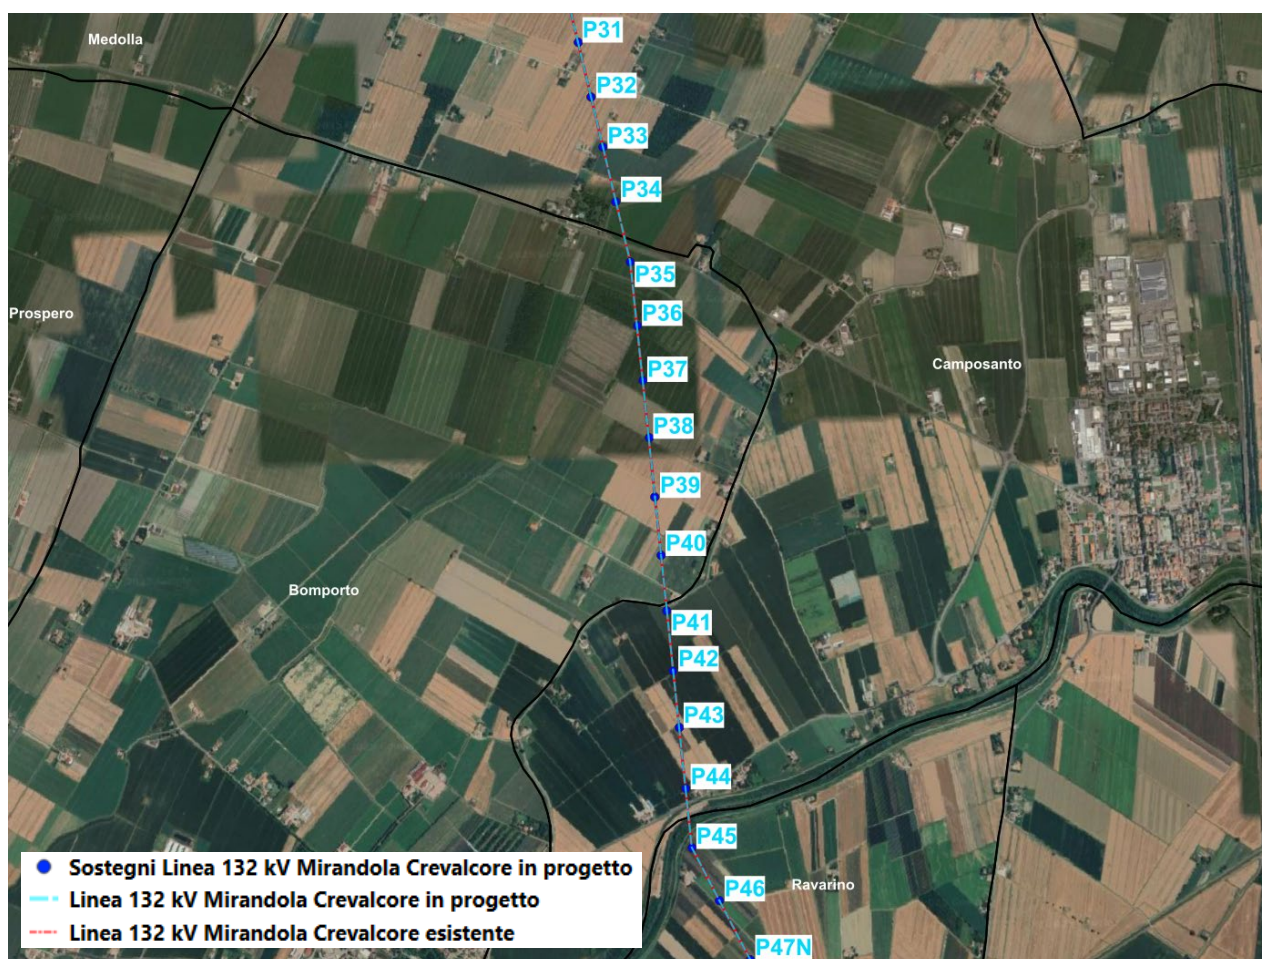 P31
Medolla
P32
P33
P34
P35
P36
Prospero
P37
Camposanto
P38
P39
P40
Bomporto
P41
P42
P43
P44
P45
P46
Ravarino
P47N
Sostegni Linea 132 kV Mirandola Crevalcore in progetto
Linea 132 kV Mirandola Crevalcore in progetto
Linea 132 kV Mirandola Crevalcore esistente